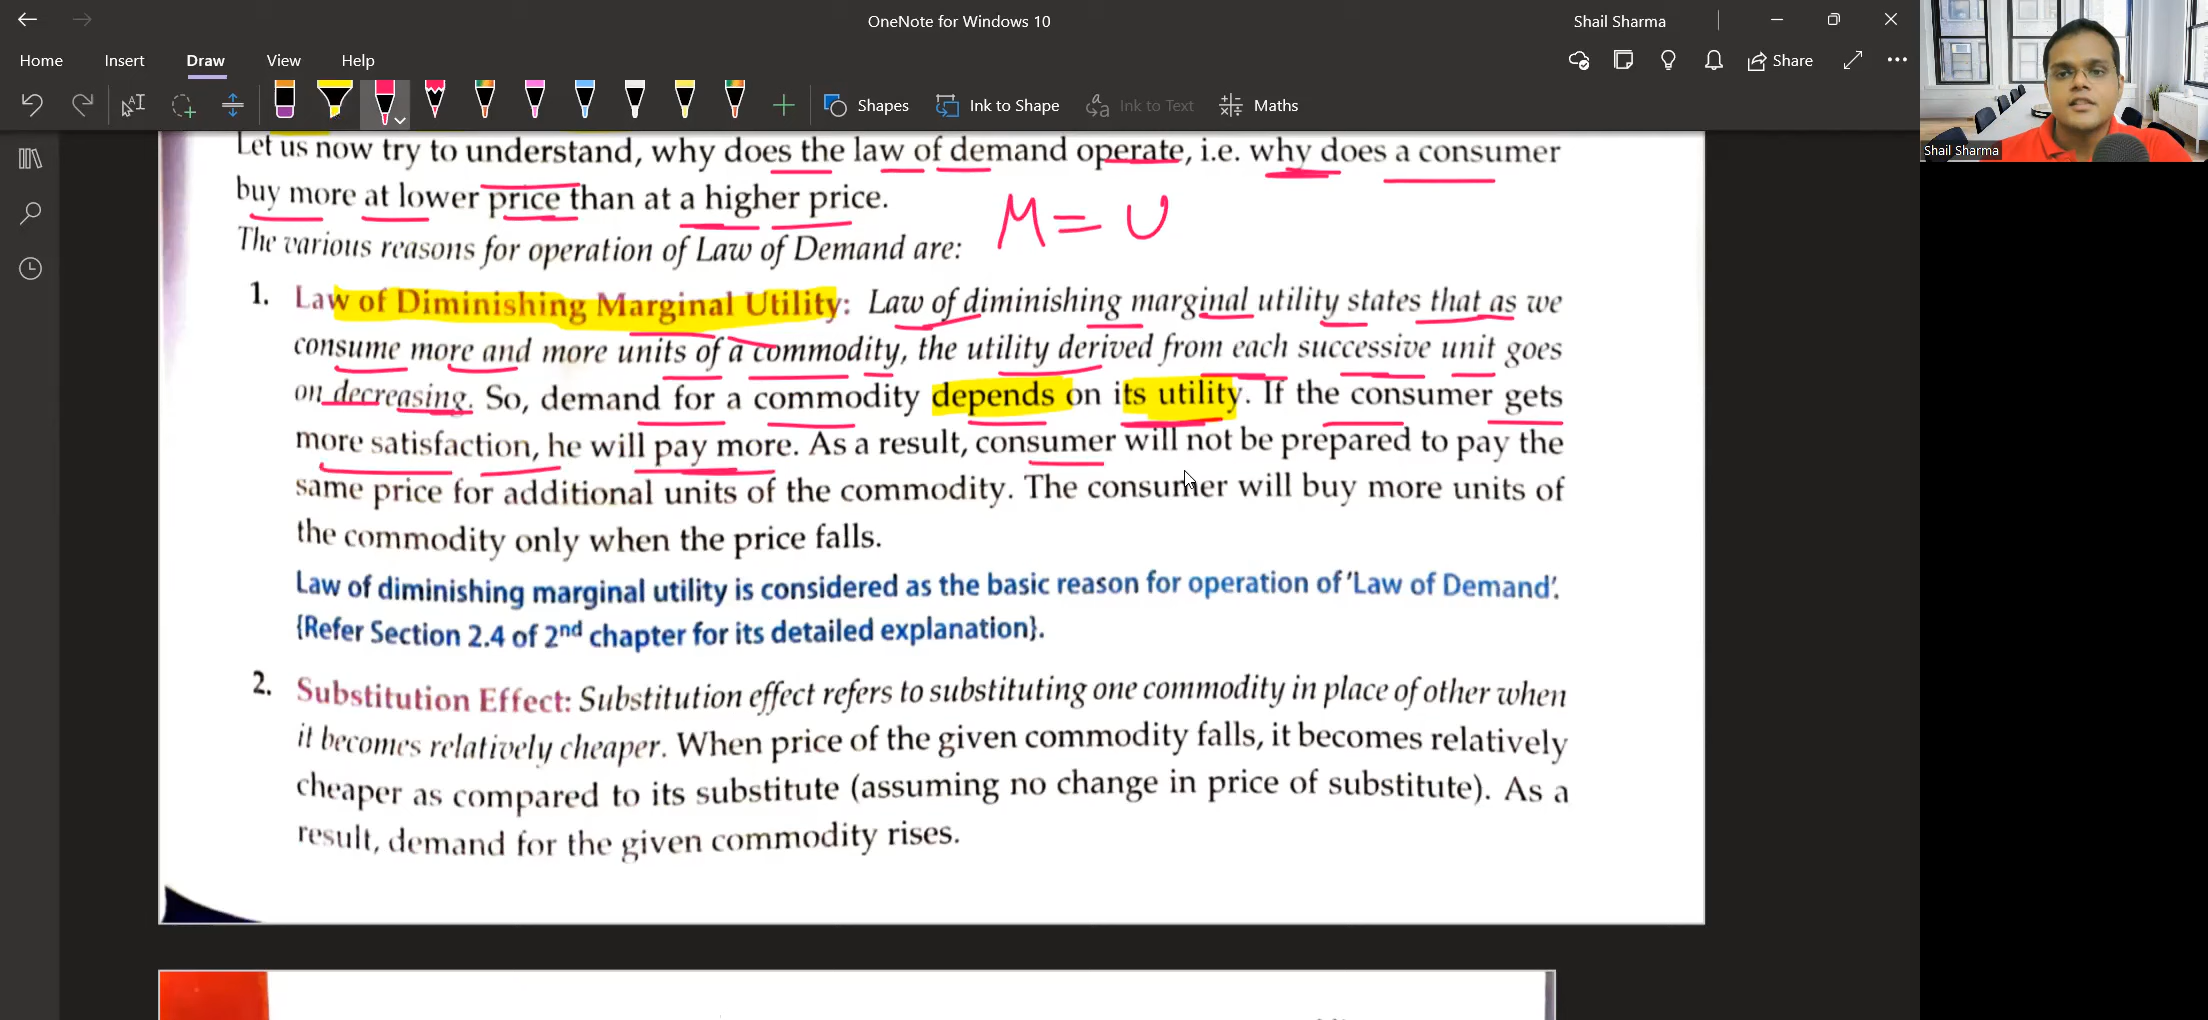 OneNote for Windows 10
Shail Sharma
Home Insert Draw View Help
Share
Shapes Ink to Shape Ink to Text Maths
Shail Sharma
Let us now try to understand, why does the law of demand operate, i.e. why does a consumer
buy more at lower price than at a higher price.
M = U
The various reasons for operation of Law of Demand are:
1. Law of Diminishing Marginal Utility: Law of diminishing marginal utility states that as we
consume more and more units of a commodity, the utility derived from each successive unit goes
on decreasing. So, demand for a commodity depends on its utility. If the consumer gets
more satisfaction, he will pay more. As a result, consumer will not be prepared to pay the
same price for additional units of the commodity. The consumer will buy more units of
the commodity only when the price falls.
Law of diminishing marginal utility is considered as the basic reason for operation of 'Law of Demand'.
{Refer Section 2.4 of 2nd chapter for its detailed explanation}.
2. Substitution Effect: Substitution effect refers to substituting one commodity in place of other when
it becomes relatively cheaper. When price of the given commodity falls, it becomes relatively
cheaper as compared to its substitute (assuming no change in price of substitute). As a
result, demand for the given commodity rises.